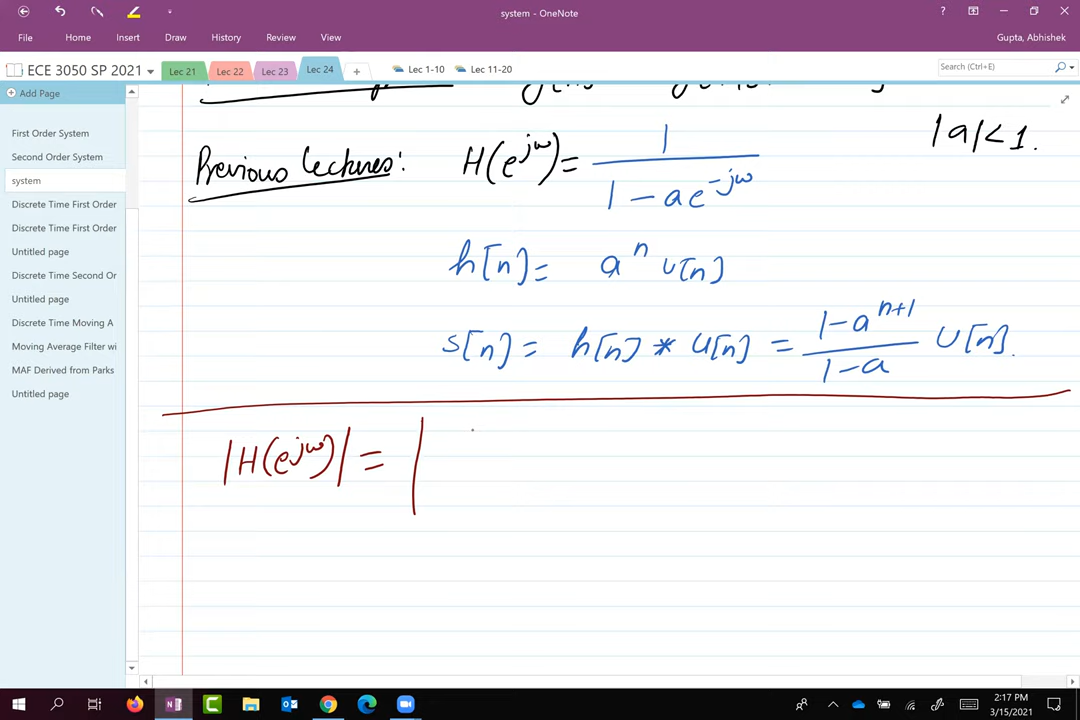 system - OneNote
Gupta, Abhishek
File Home Insert Draw History Review View
ECE 3050 SP 2021 Lec 21 Lec 22 Lec 23 Lec 24 Lec 1-10 Lec 11-20 Search (Ctrl+E)
Add Page
First Order System
Second Order System
system
Discrete Time First Order
Discrete Time First Order
Untitled page
Discrete Time Second Or
Untitled page
Discrete Time Moving A
Moving Average Filter wi
MAF Derived from Parks
Untitled page
|a|<1.
Previous lectures: H(e^{jω}) = 1 / (1 - ae^{-jω})
h[n] = a^n u[n]
s[n] = h[n] * u[n] = (1-a^{n+1}) / (1-a) u[n].
|H(e^{jω})| = |
2:17 PM
3/15/2021